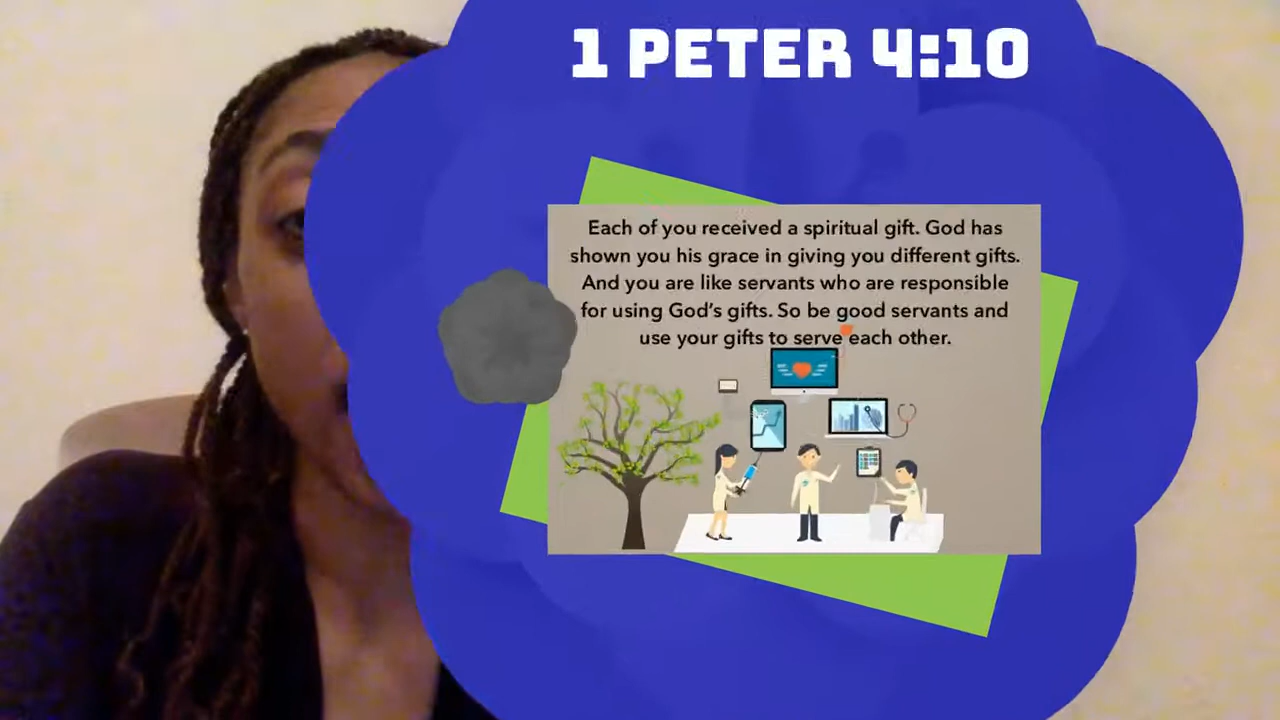 1 PETER 4:10
Each of you received a spiritual gift. God has
shown you his grace in giving you different gifts.
And you are like servants who are responsible
for using God's gifts. So be good servants and
use your gifts to serve each other.